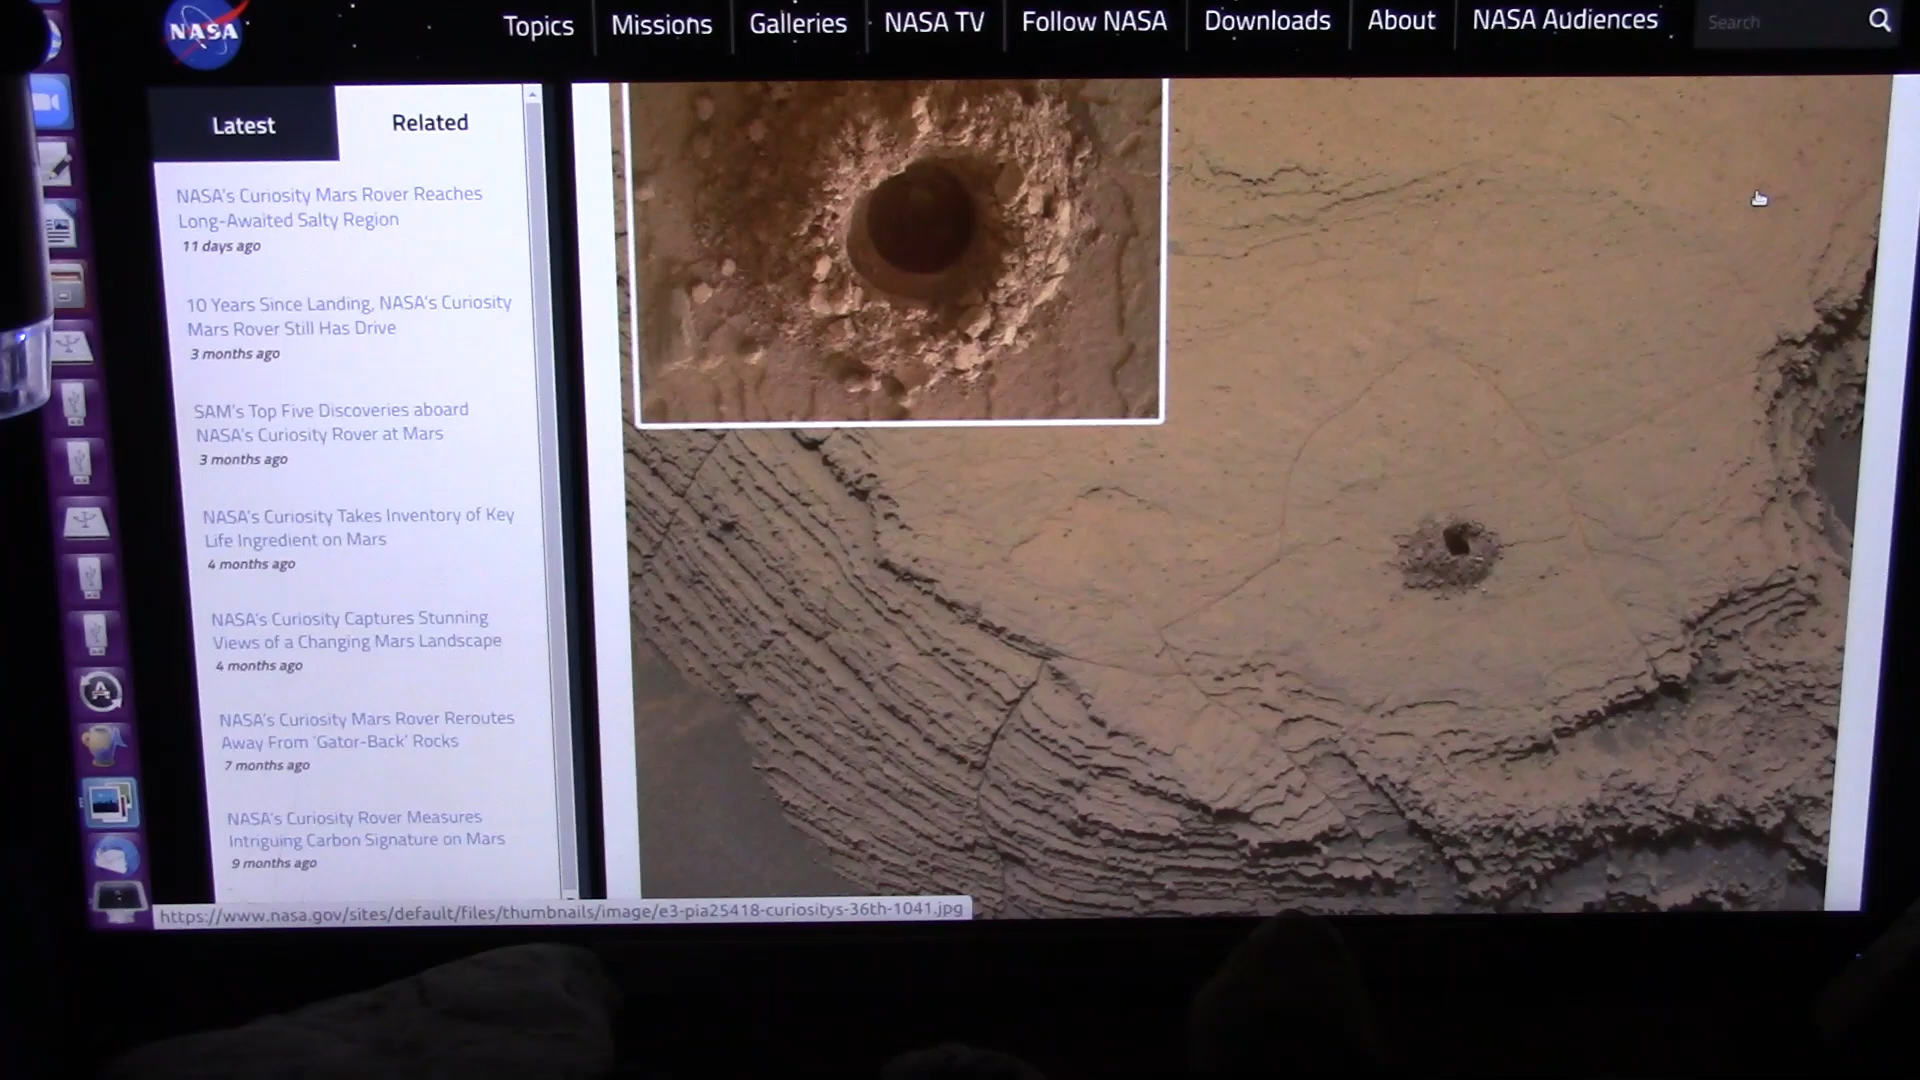 NASA
Topics
Missions
Galleries
NASA TV
Follow NASA
Downloads
About
NASA Audiences
Search
Latest
Related
NASA's Curiosity Mars Rover Reaches
Long-Awaited Salty Region
11 days ago
10 Years Since Landing, NASA's Curiosity
Mars Rover Still Has Drive
3 months ago
SAM's Top Five Discoveries aboard
NASA's Curiosity Rover at Mars
3 months ago
NASA's Curiosity Takes Inventory of Key
Life Ingredient on Mars
4 months ago
NASA's Curiosity Captures Stunning
Views of a Changing Mars Landscape
4 months ago
NASA's Curiosity Mars Rover Reroutes
Away From 'Gator-Back' Rocks
7 months ago
NASA's Curiosity Rover Measures
Intriguing Carbon Signature on Mars
9 months ago
https://www.nasa.gov/sites/default/files/thumbnails/image/e3-pia25418-curiositys-36th-1041.jpg